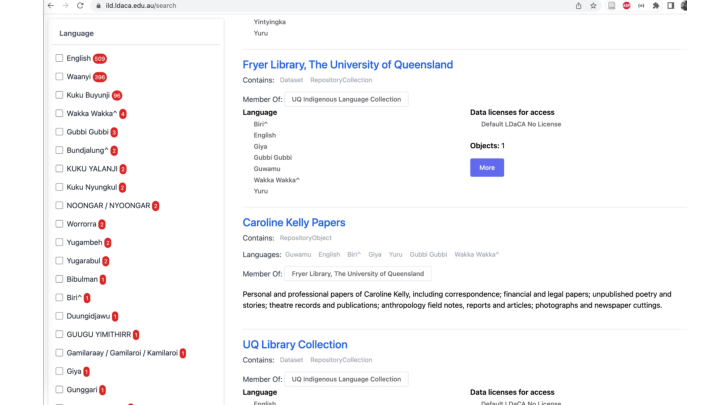 ild.ldaca.edu.au/search
Language
English 509
Waanyi 396
Kuku Buyunji 96
Wakka Wakka^ 4
Gubbi Gubbi 3
Bundjalung^ 2
KUKU YALANJI 2
Kuku Nyungkul 2
NOONGAR / NYOONGAR 2
Worrorra 2
Yugambeh 2
Yugarabul 2
Bibulman 1
Biri^ 1
Duungidjawu 1
GUUGU YIMITHIRR 1
Gamilaraay / Gamilaroi / Kamilaroi 1
Giya 1
Gunggari 1
Yintyingka
Yuru
Fryer Library, The University of Queensland
Contains: Dataset RepositoryCollection
Member Of: UQ Indigenous Language Collection
Language
Biri^
English
Giya
Gubbi Gubbi
Guwamu
Wakka Wakka^
Yuru
Data licenses for access
Default LDaCA No License
Objects: 1
More
Caroline Kelly Papers
Contains: RepositoryObject
Languages: Guwamu English Biri^ Giya Yuru Gubbi Gubbi Wakka Wakka^
Member Of: Fryer Library, The University of Queensland
Personal and professional papers of Caroline Kelly, including correspondence; financial and legal papers; unpublished poetry and
stories; theatre records and publications; anthropology field notes, reports and articles; photographs and newspaper cuttings.
UQ Library Collection
Contains: Dataset RepositoryCollection
Member Of: UQ Indigenous Language Collection
Language
English
Data licenses for access
Default LDaCA No License